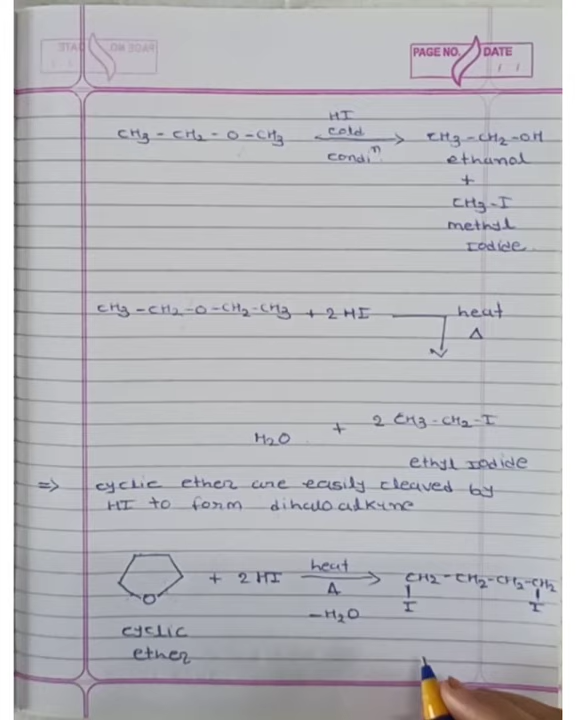 PAGE NO. DATE
HI
CH3 - CH2 - O - CH3 cold CH3 - CH2 - OH
condiⁿ ethanol
+
CH3 - I
methyl
Iodide.
CH3 - CH2 - O - CH2 - CH3 + 2 HI heat
Δ
H2O + 2 CH3 - CH2 - I
ethyl Iodide
⇒ cyclic ether are easily cleaved by
HI to form dihaloalkyne
O + 2 HI heat CH2 - CH2 - CH2 - CH2
Δ I I
-H2O
cyclic
ether